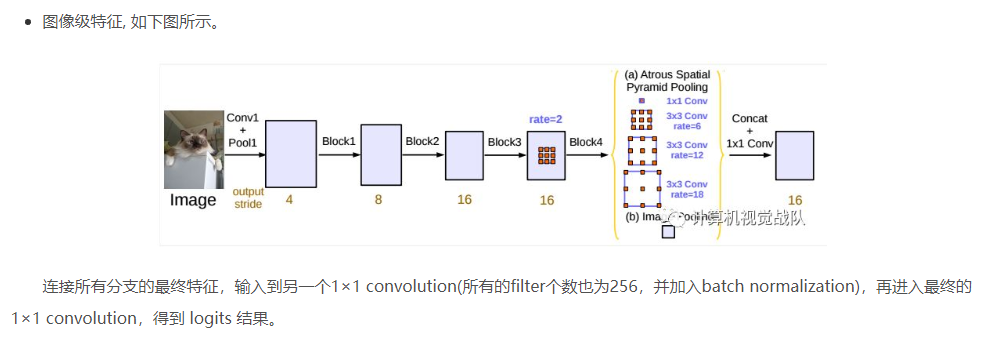 图像级特征, 如下图所示。
(a) Atrous Spatial
Pyramid Pooling
1x1 Conv
3x3 Conv
rate=6
3x3 Conv
rate=12
3x3 Conv
rate=18
(b) Image Pooling
Conv1
+
Pool1
Block1
Block2
Block3
rate=2
Block4
Concat
+
1x1 Conv
Image
output
stride
4
8
16
16
16
计算机视觉战队
连接所有分支的最终特征，输入到另一个1×1 convolution(所有的filter个数也为256，并加入batch normalization)，再进入最终的
1×1 convolution，得到 logits 结果。